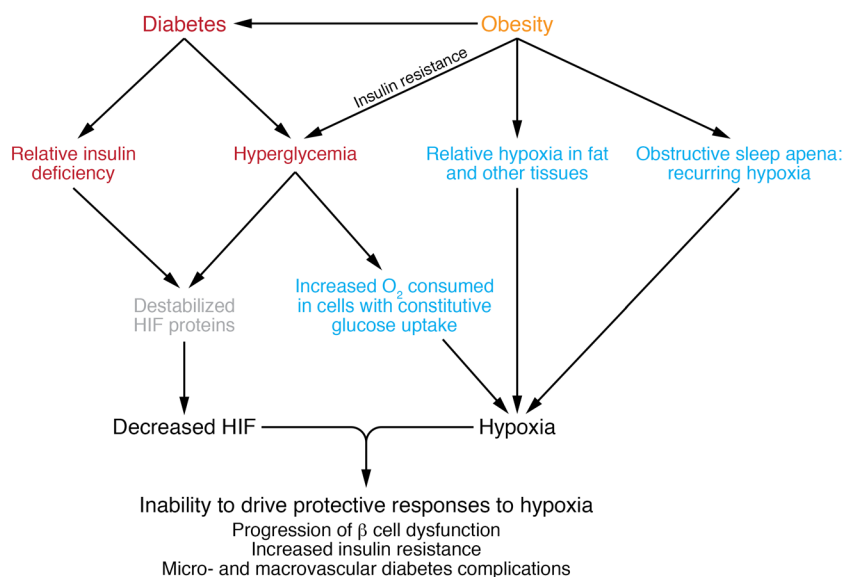 Diabetes
Obesity
Insulin resistance
Relative insulin
deficiency
Hyperglycemia
Relative hypoxia in fat
and other tissues
Obstructive sleep apena:
recurring hypoxia
Destabilized
HIF proteins
Increased O₂ consumed
in cells with constitutive
glucose uptake
Decreased HIF
Hypoxia
Inability to drive protective responses to hypoxia
Progression of β cell dysfunction
Increased insulin resistance
Micro- and macrovascular diabetes complications